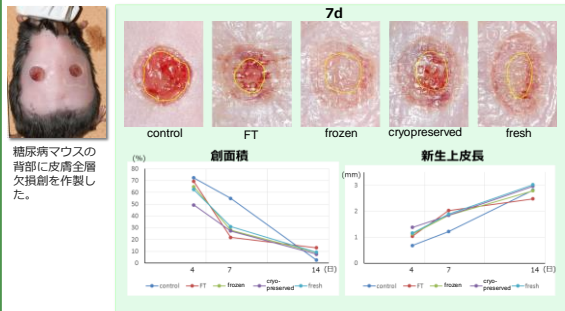 7d
control
FT
frozen
cryopreserved
fresh
糖尿病マウスの
背部に皮膚全層
欠損創を作製し
た。
創面積
(%)
80
70
60
50
40
30
20
10
0
4
7
14
(日)
control
FT
frozen
cryo-
preserved
fresh
新生上皮長
(mm)
3
2
1
0
4
7
14
(日)
control
FT
frozen
cryo-
preserved
fresh